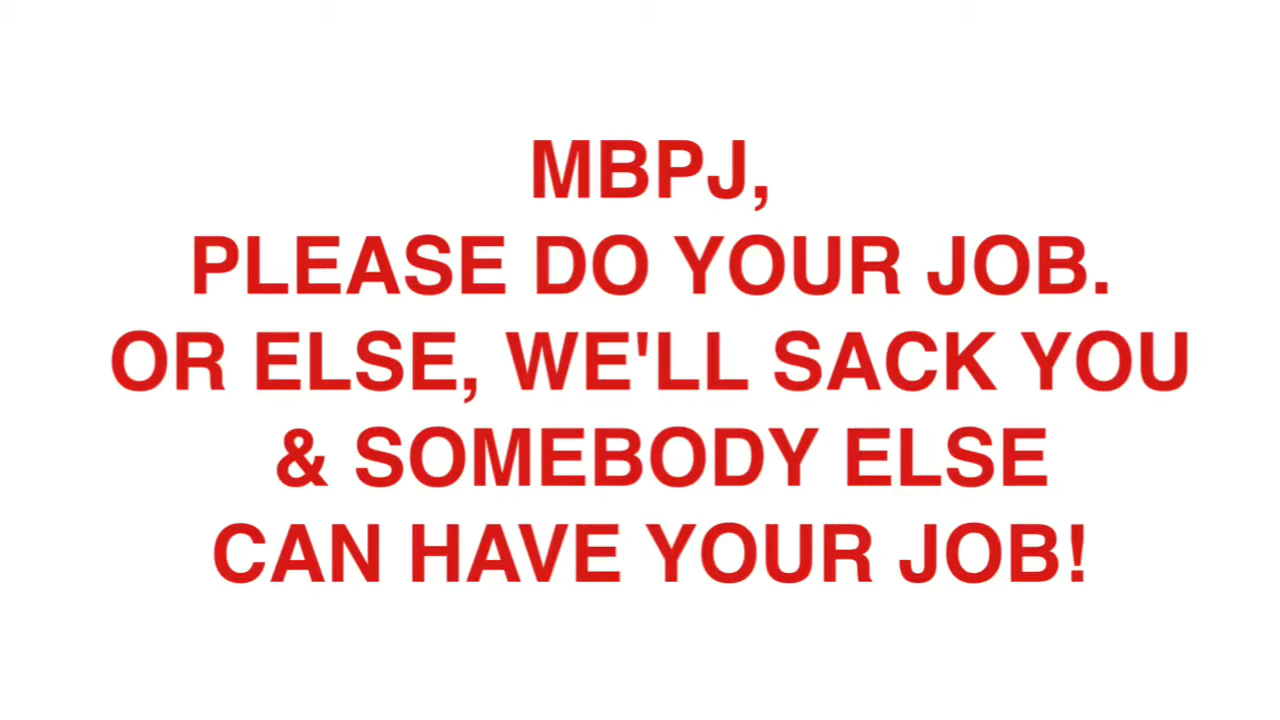 MBPJ,
PLEASE DO YOUR JOB.
OR ELSE, WE'LL SACK YOU
& SOMEBODY ELSE
CAN HAVE YOUR JOB!